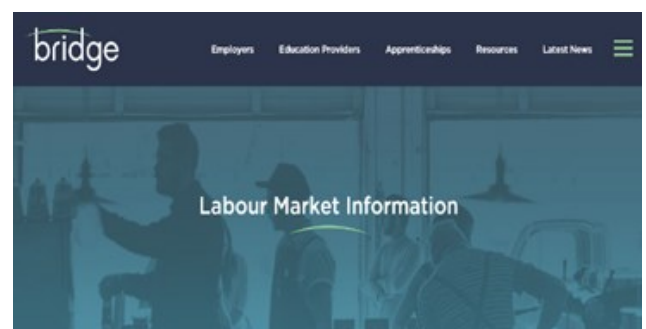 bridge
Employers Education Providers Apprenticeships Resources Latest News
Labour Market Information